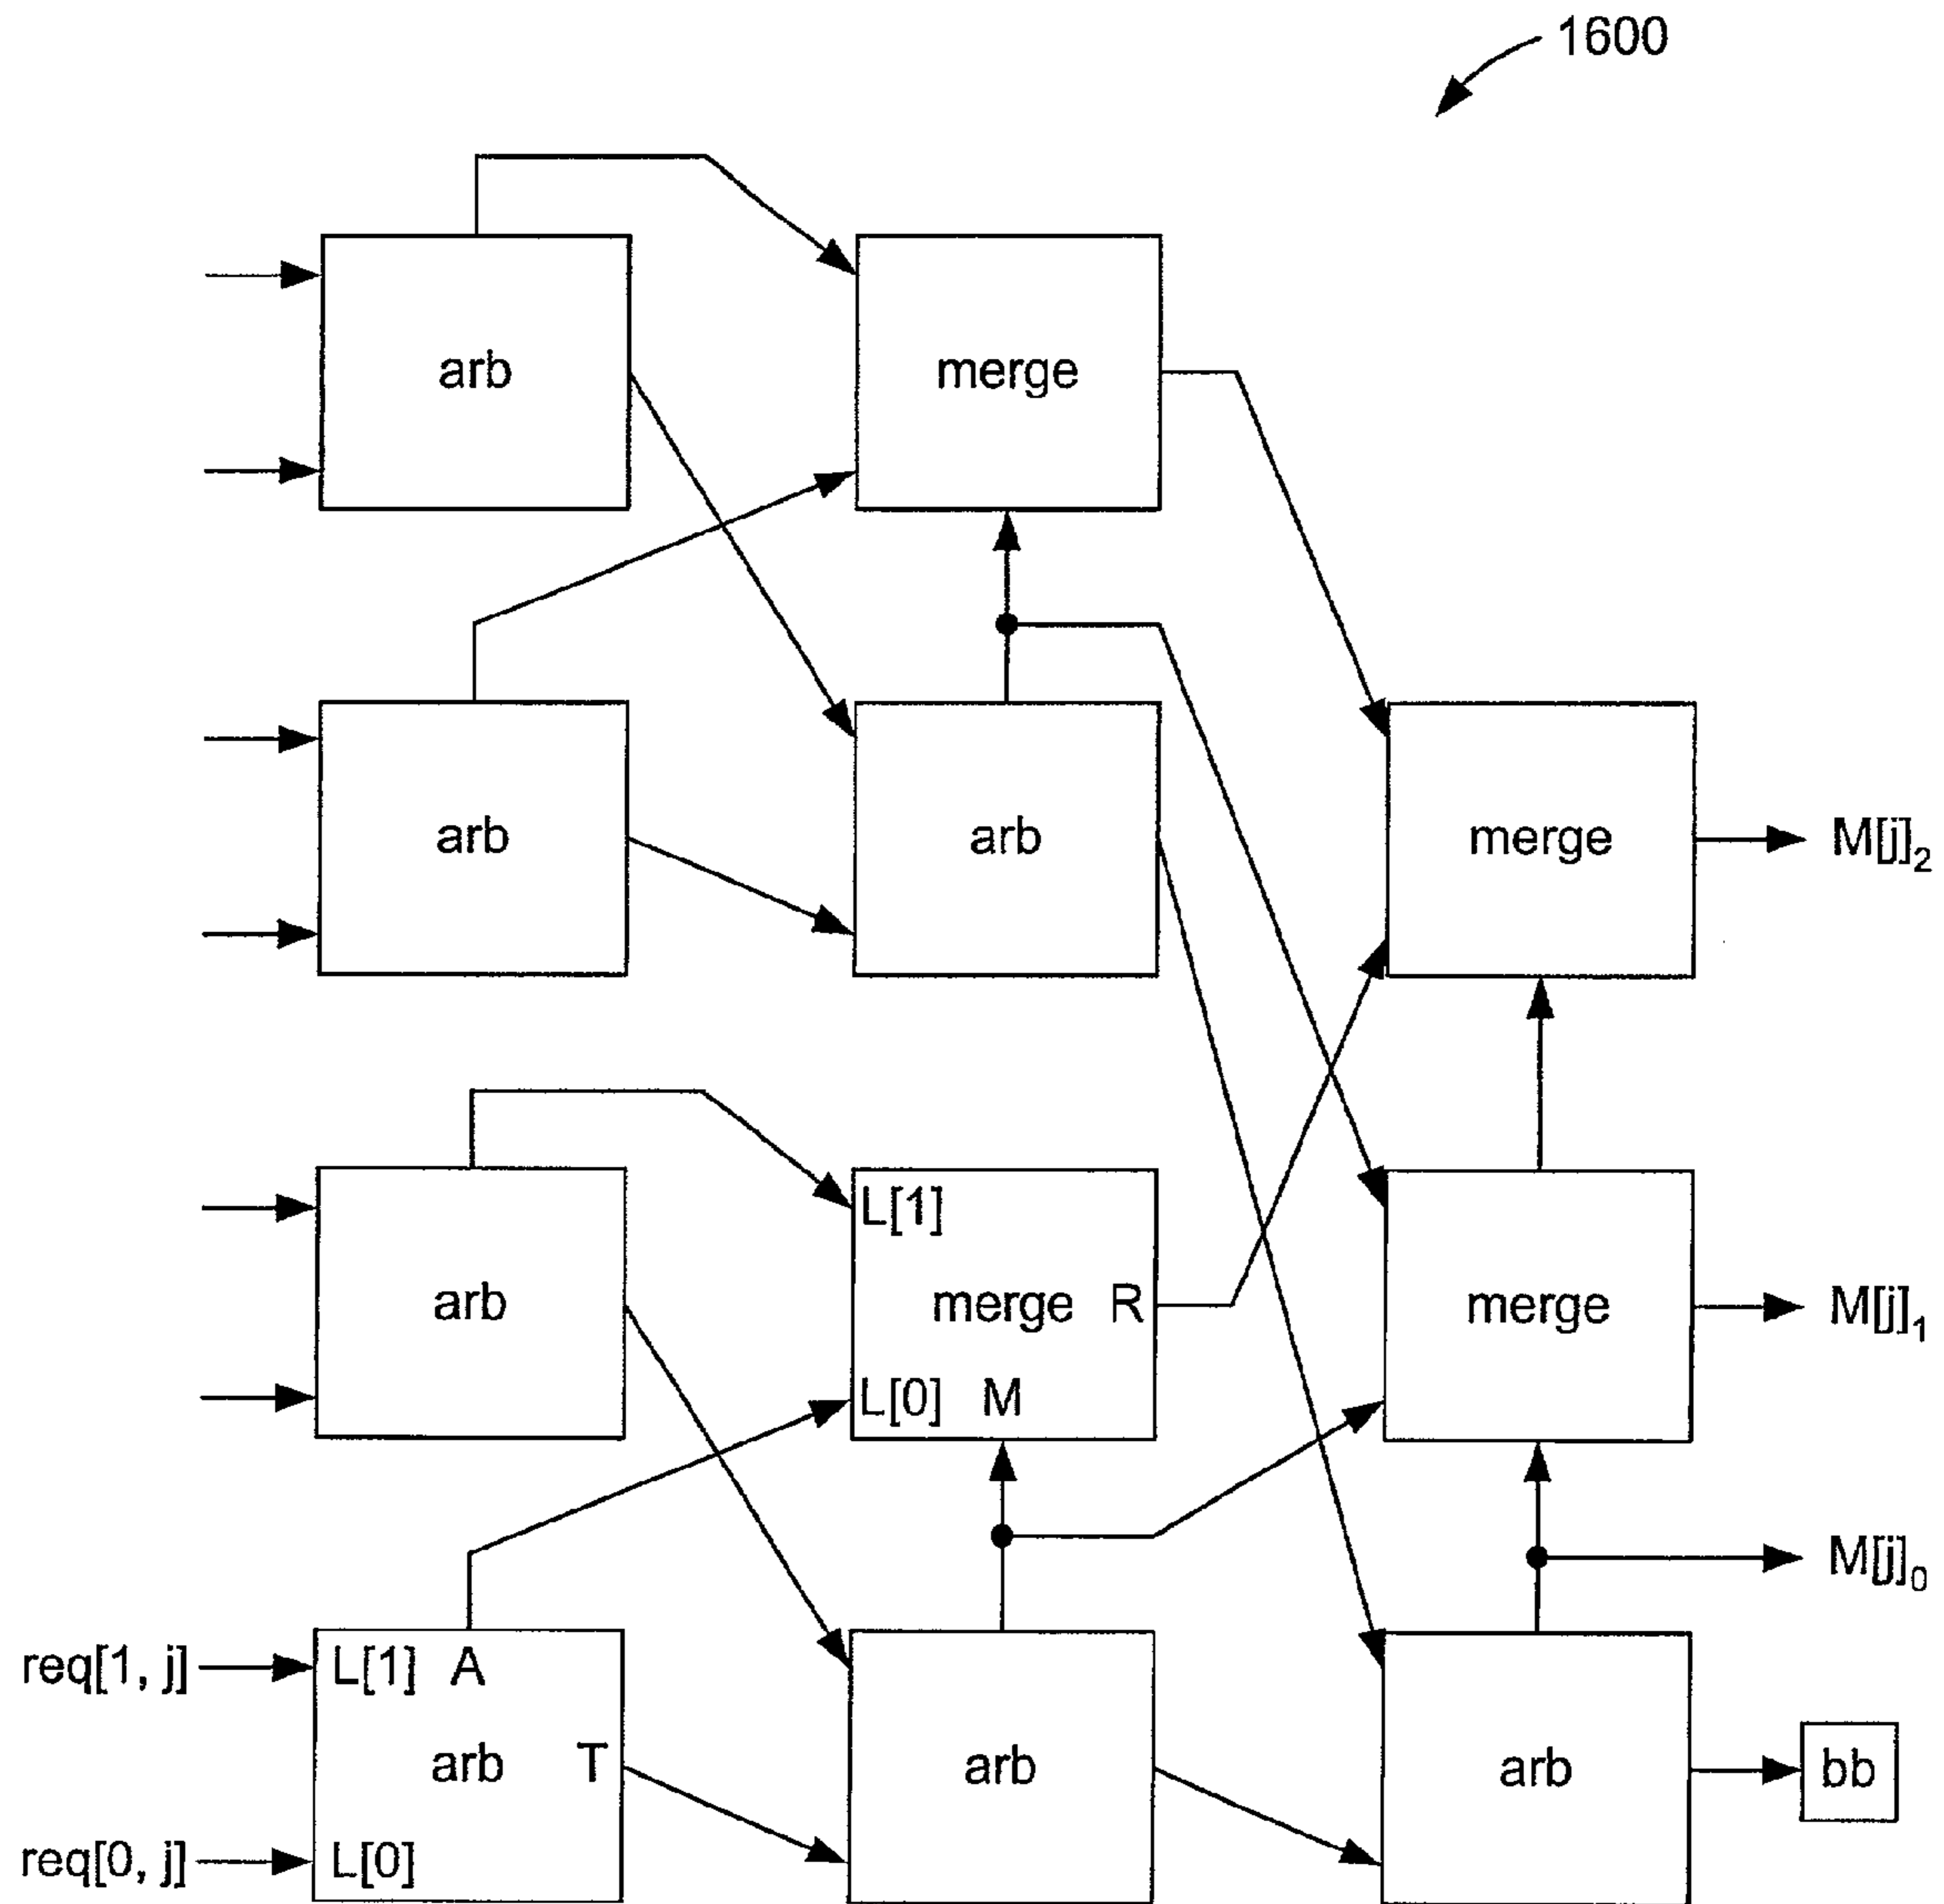 1600
arb
merge
arb
arb
merge
M[j]2
arb
L[1]
merge R
L[0] M
merge
M[j]1
M[j]0
req[1, j]
L[1] A
arb T
req[0, j]
L[0]
arb
arb
bb